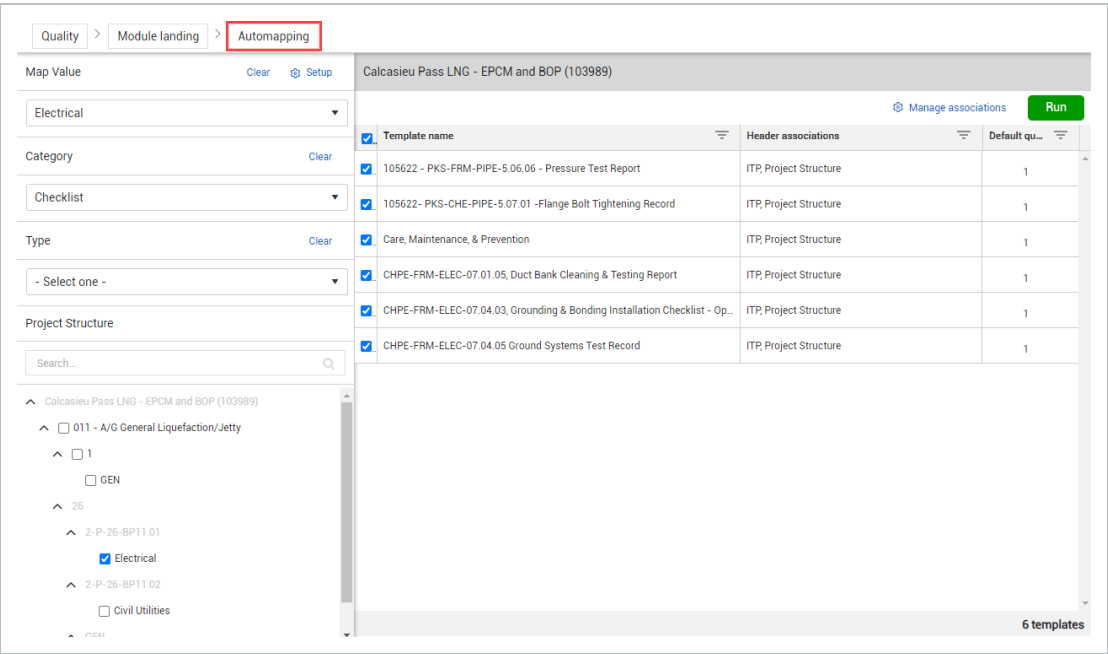 Quality > Module landing > Automapping
Map Value Clear Setup
Electrical
Category Clear
Checklist
Type Clear
- Select one -
Project Structure
Search...
Calcasieu Pass LNG - EPCM and BOP (103989)
011 - A/G General Liquefaction/Jetty
1
GEN
26
2-P-26-BP11.01
Electrical
2-P-26-BP11.02
Civil Utilities
GEN
Calcasieu Pass LNG - EPCM and BOP (103989)
Manage associations Run
Template name Header associations Default qu...
105622 - PKS-FRM-PIPE-5.06.06 - Pressure Test Report ITP, Project Structure 1
105622- PKS-CHE-PIPE-5.07.01 -Flange Bolt Tightening Record ITP, Project Structure 1
Care, Maintenance, & Prevention ITP, Project Structure 1
CHPE-FRM-ELEC-07.01.05, Duct Bank Cleaning & Testing Report ITP, Project Structure 1
CHPE-FRM-ELEC-07.04.03, Grounding & Bonding Installation Checklist - Op... ITP, Project Structure 1
CHPE-FRM-ELEC-07.04.05 Ground Systems Test Record ITP, Project Structure 1
6 templates